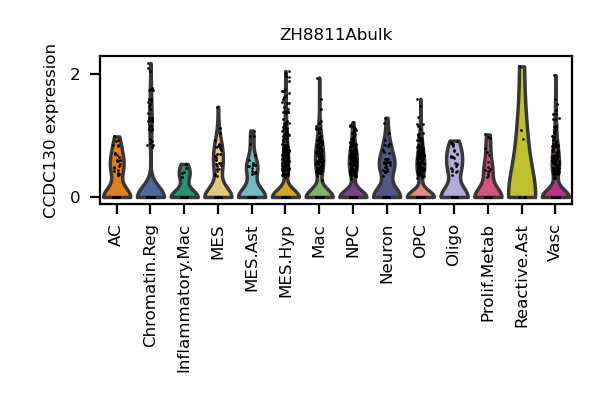 ZH8811Abulk
CCDC130 expression
2
0
AC
Chromatin.Reg
Inflammatory.Mac
MES
MES.Ast
MES.Hyp
Mac
NPC
Neuron
OPC
Oligo
Prolif.Metab
Reactive.Ast
Vasc